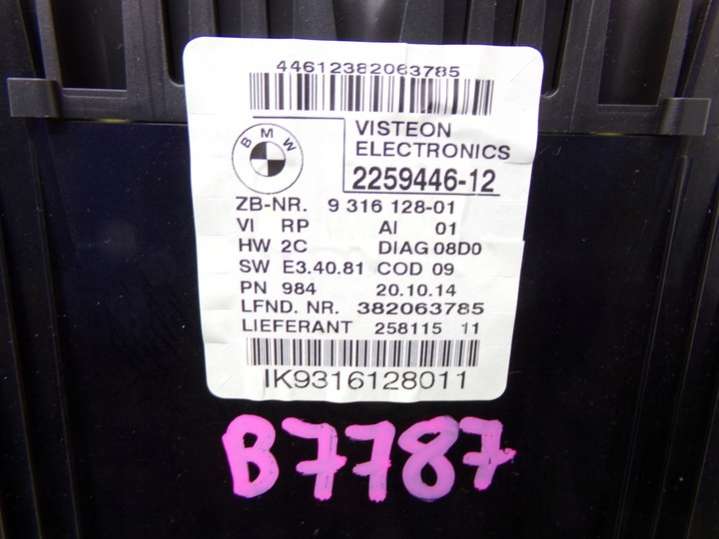 44612382063785
BMW
VISTEON
ELECTRONICS
2259446-12
ZB-NR. 9 316 128-01
VI RP AI 01
HW 2C DIAG 08D0
SW E3.40.81 COD 09
PN 984 20.10.14
LFND. NR. 382063785
LIEFERANT 258115 11
IK9316128011
B7787